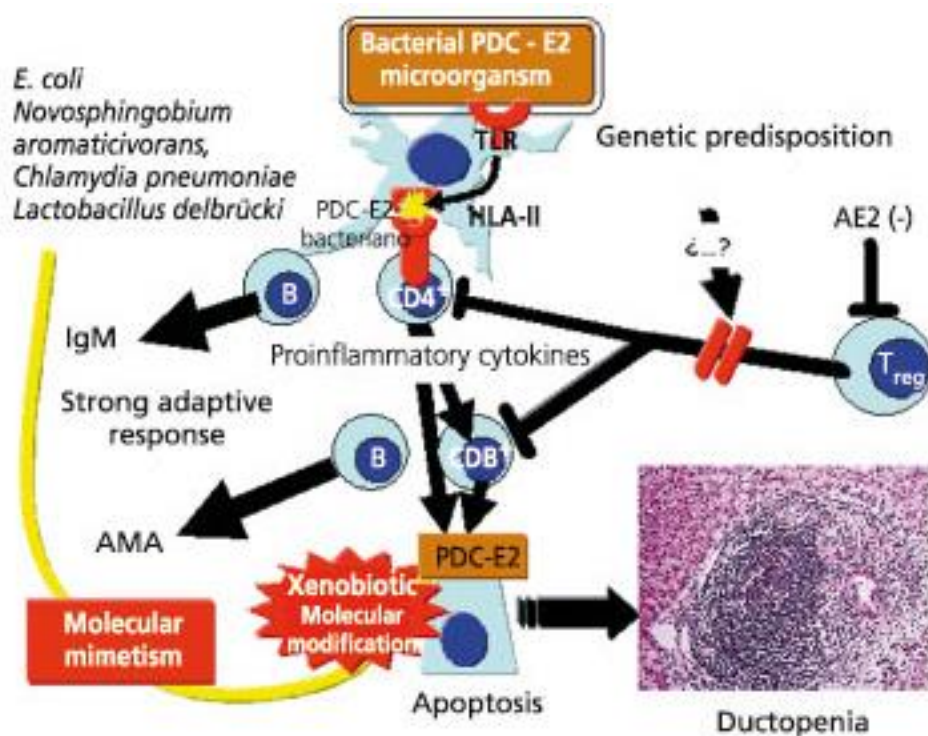 Bacterial PDC - E2
microorgansm
E. coli
Novosphingobium
aromaticivorans,
Chlamydia pneumoniae
Lactobacillus delbrücki
TLR
Genetic predisposition
PDC-E2
bacteriano
HLA-II
¿...?
AE2 (-)
B
CD4+
IgM
Proinflammatory cytokines
Treg
Strong adaptive
response
B
CDB+
AMA
PDC-E2
Xenobiotic
Molecular
modification
Molecular
mimetism
Apoptosis
Ductopenia